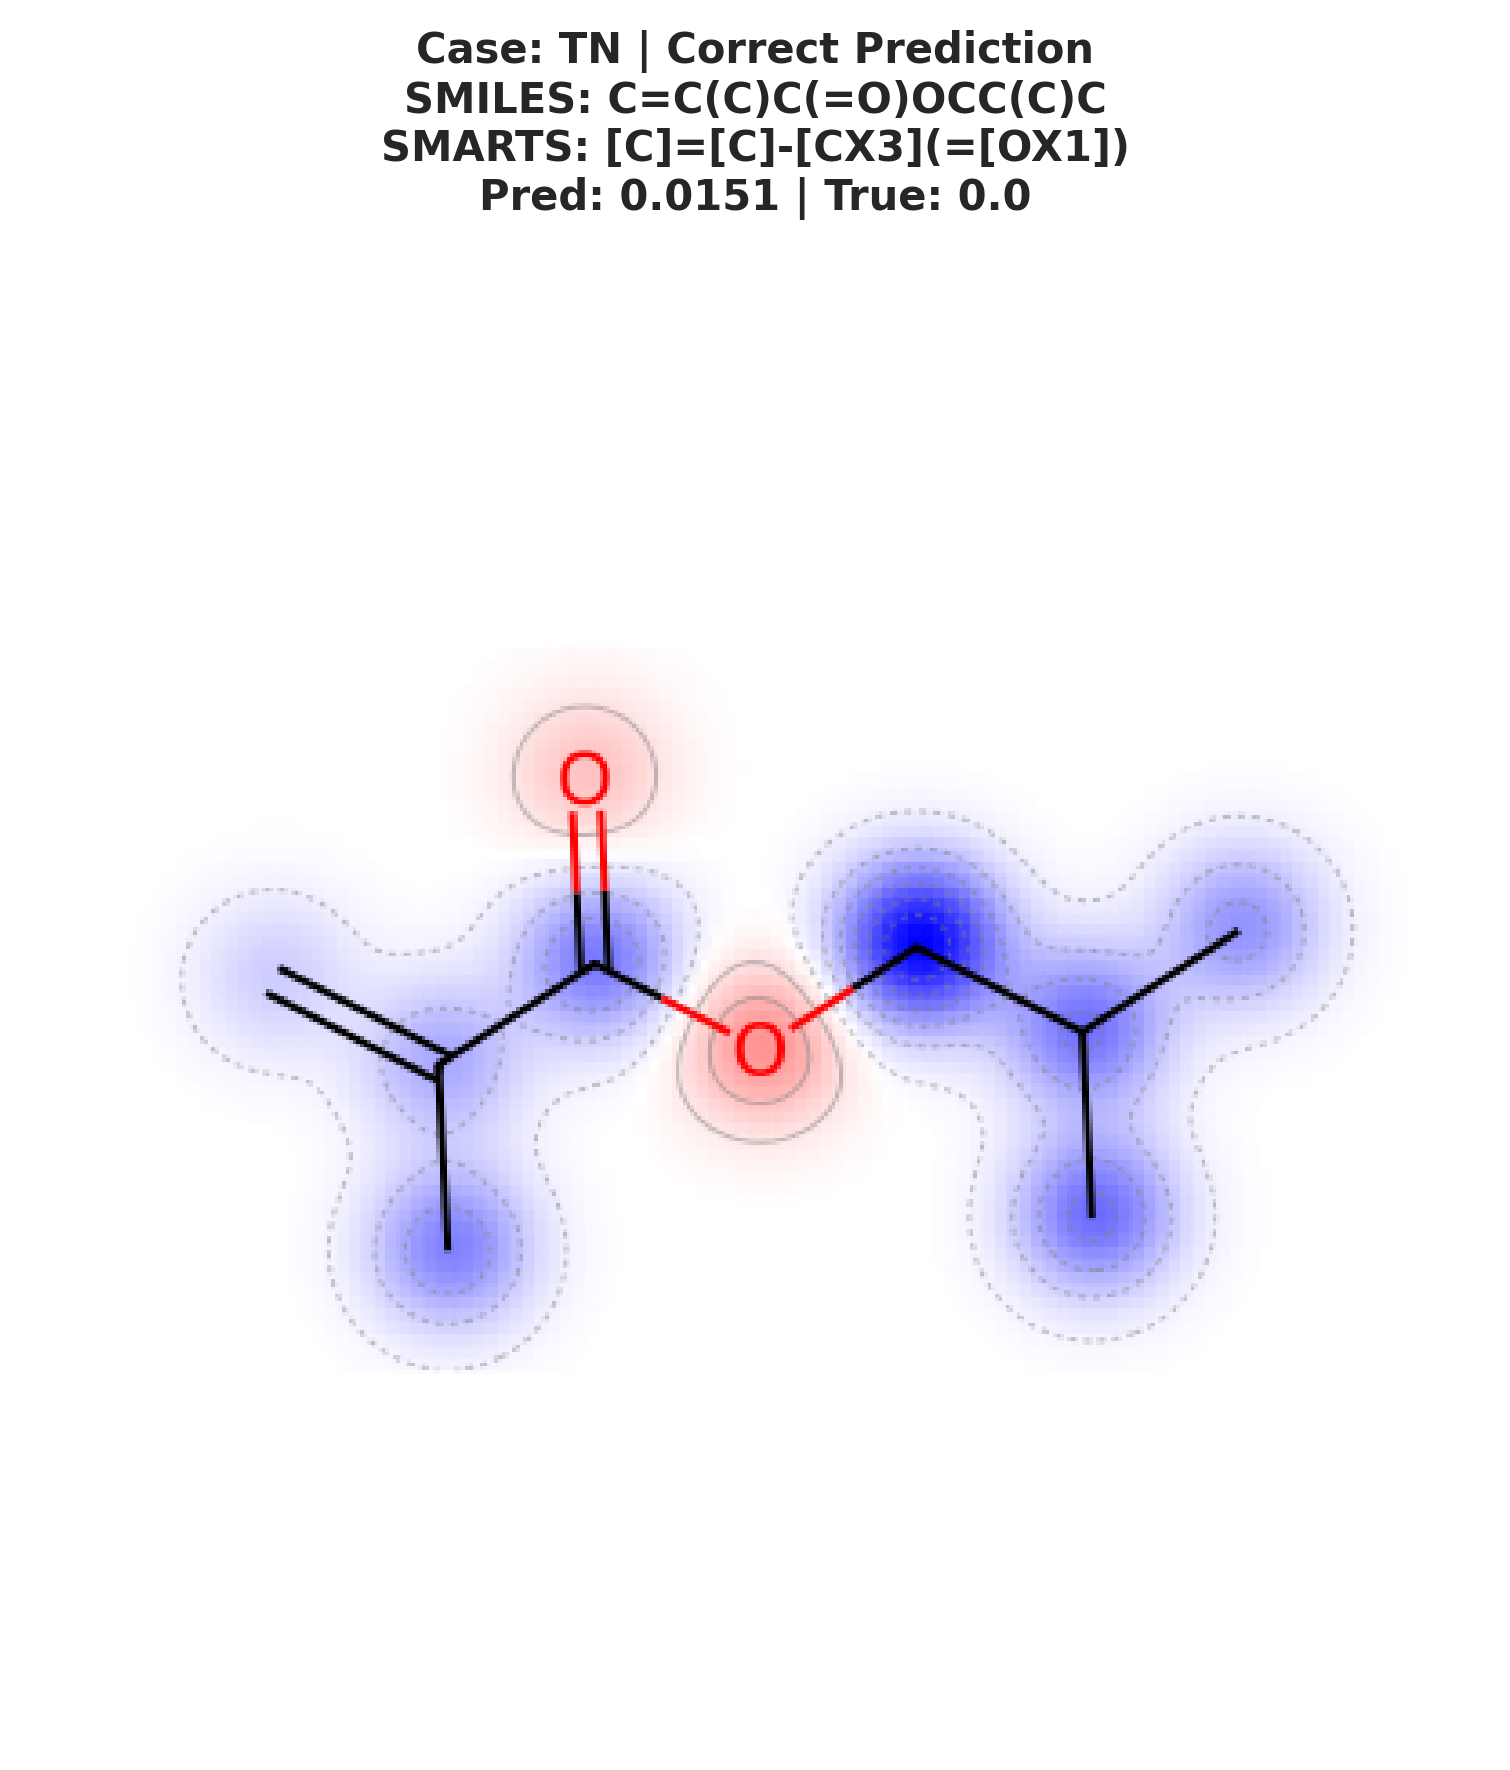 Case: TN | Correct Prediction
SMILES: C=C(C)C(=O)OCC(C)C
SMARTS: [C]=[C]-[CX3](=[OX1])
Pred: 0.0151 | True: 0.0
O
O